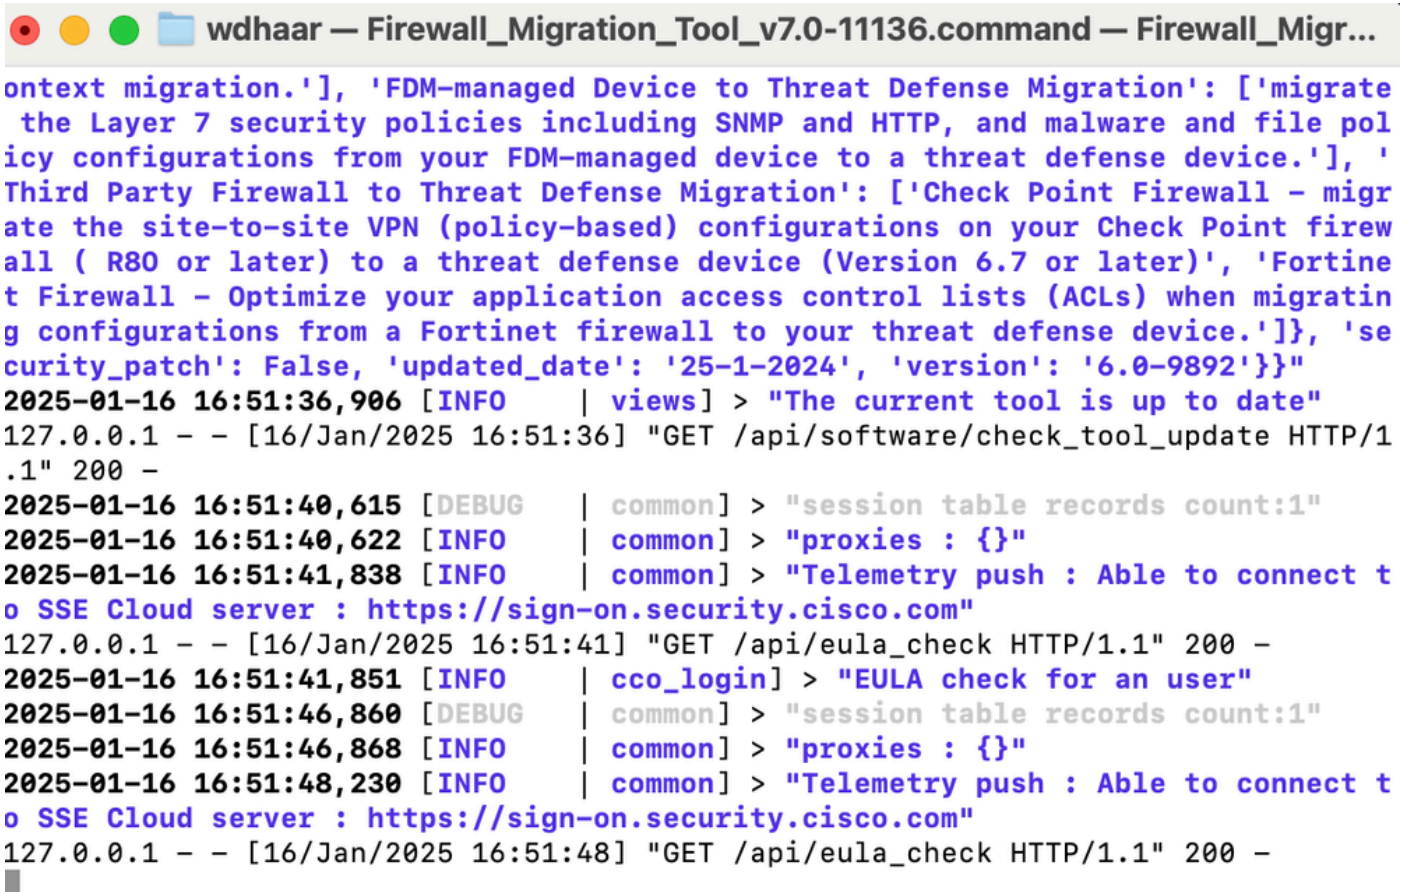 wdhaar — Firewall_Migration_Tool_v7.0-11136.command — Firewall_Migr...
ontext migration.'], 'FDM-managed Device to Threat Defense Migration': ['migrate
the Layer 7 security policies including SNMP and HTTP, and malware and file pol
icy configurations from your FDM-managed device to a threat defense device.'], '
Third Party Firewall to Threat Defense Migration': ['Check Point Firewall - migr
ate the site-to-site VPN (policy-based) configurations on your Check Point firew
all ( R80 or later) to a threat defense device (Version 6.7 or later)', 'Fortine
t Firewall - Optimize your application access control lists (ACLs) when migratin
g configurations from a Fortinet firewall to your threat defense device.']}, 'se
curity_patch': False, 'updated_date': '25-1-2024', 'version': '6.0-9892'}}"
2025-01-16 16:51:36,906 [INFO     | views] > "The current tool is up to date"
127.0.0.1 - - [16/Jan/2025 16:51:36] "GET /api/software/check_tool_update HTTP/1
.1" 200 -
2025-01-16 16:51:40,615 [DEBUG    | common] > "session table records count:1"
2025-01-16 16:51:40,622 [INFO     | common] > "proxies : {}"
2025-01-16 16:51:41,838 [INFO     | common] > "Telemetry push : Able to connect t
o SSE Cloud server : https://sign-on.security.cisco.com"
127.0.0.1 - - [16/Jan/2025 16:51:41] "GET /api/eula_check HTTP/1.1" 200 -
2025-01-16 16:51:41,851 [INFO     | cco_login] > "EULA check for an user"
2025-01-16 16:51:46,860 [DEBUG    | common] > "session table records count:1"
2025-01-16 16:51:46,868 [INFO     | common] > "proxies : {}"
2025-01-16 16:51:48,230 [INFO     | common] > "Telemetry push : Able to connect t
o SSE Cloud server : https://sign-on.security.cisco.com"
127.0.0.1 - - [16/Jan/2025 16:51:48] "GET /api/eula_check HTTP/1.1" 200 -